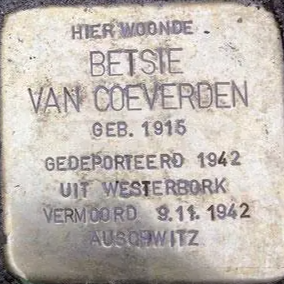 HIER WOONDE
BETSIE
VAN COEVERDEN
GEB. 1915
GEDEPORTEERD 1942
UIT WESTERBORK
VERMOORD 9.11.1942
AUSCHWITZ